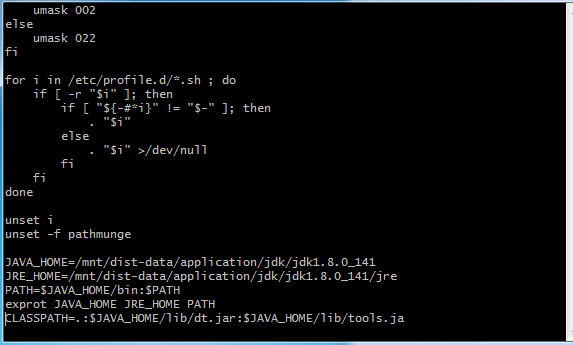 umask 002
else
    umask 022
fi

for i in /etc/profile.d/*.sh ; do
    if [ -r "$i" ]; then
        if [ "${-#*i}" != "$-" ]; then
            . "$i"
        else
            . "$i" >/dev/null
        fi
    fi
done

unset i
unset -f pathmunge

JAVA_HOME=/mnt/dist-data/application/jdk/jdk1.8.0_141
JRE_HOME=/mnt/dist-data/application/jdk/jdk1.8.0_141/jre
PATH=$JAVA_HOME/bin:$PATH
exprot JAVA_HOME JRE_HOME PATH
CLASSPATH=.:$JAVA_HOME/lib/dt.jar:$JAVA_HOME/lib/tools.ja